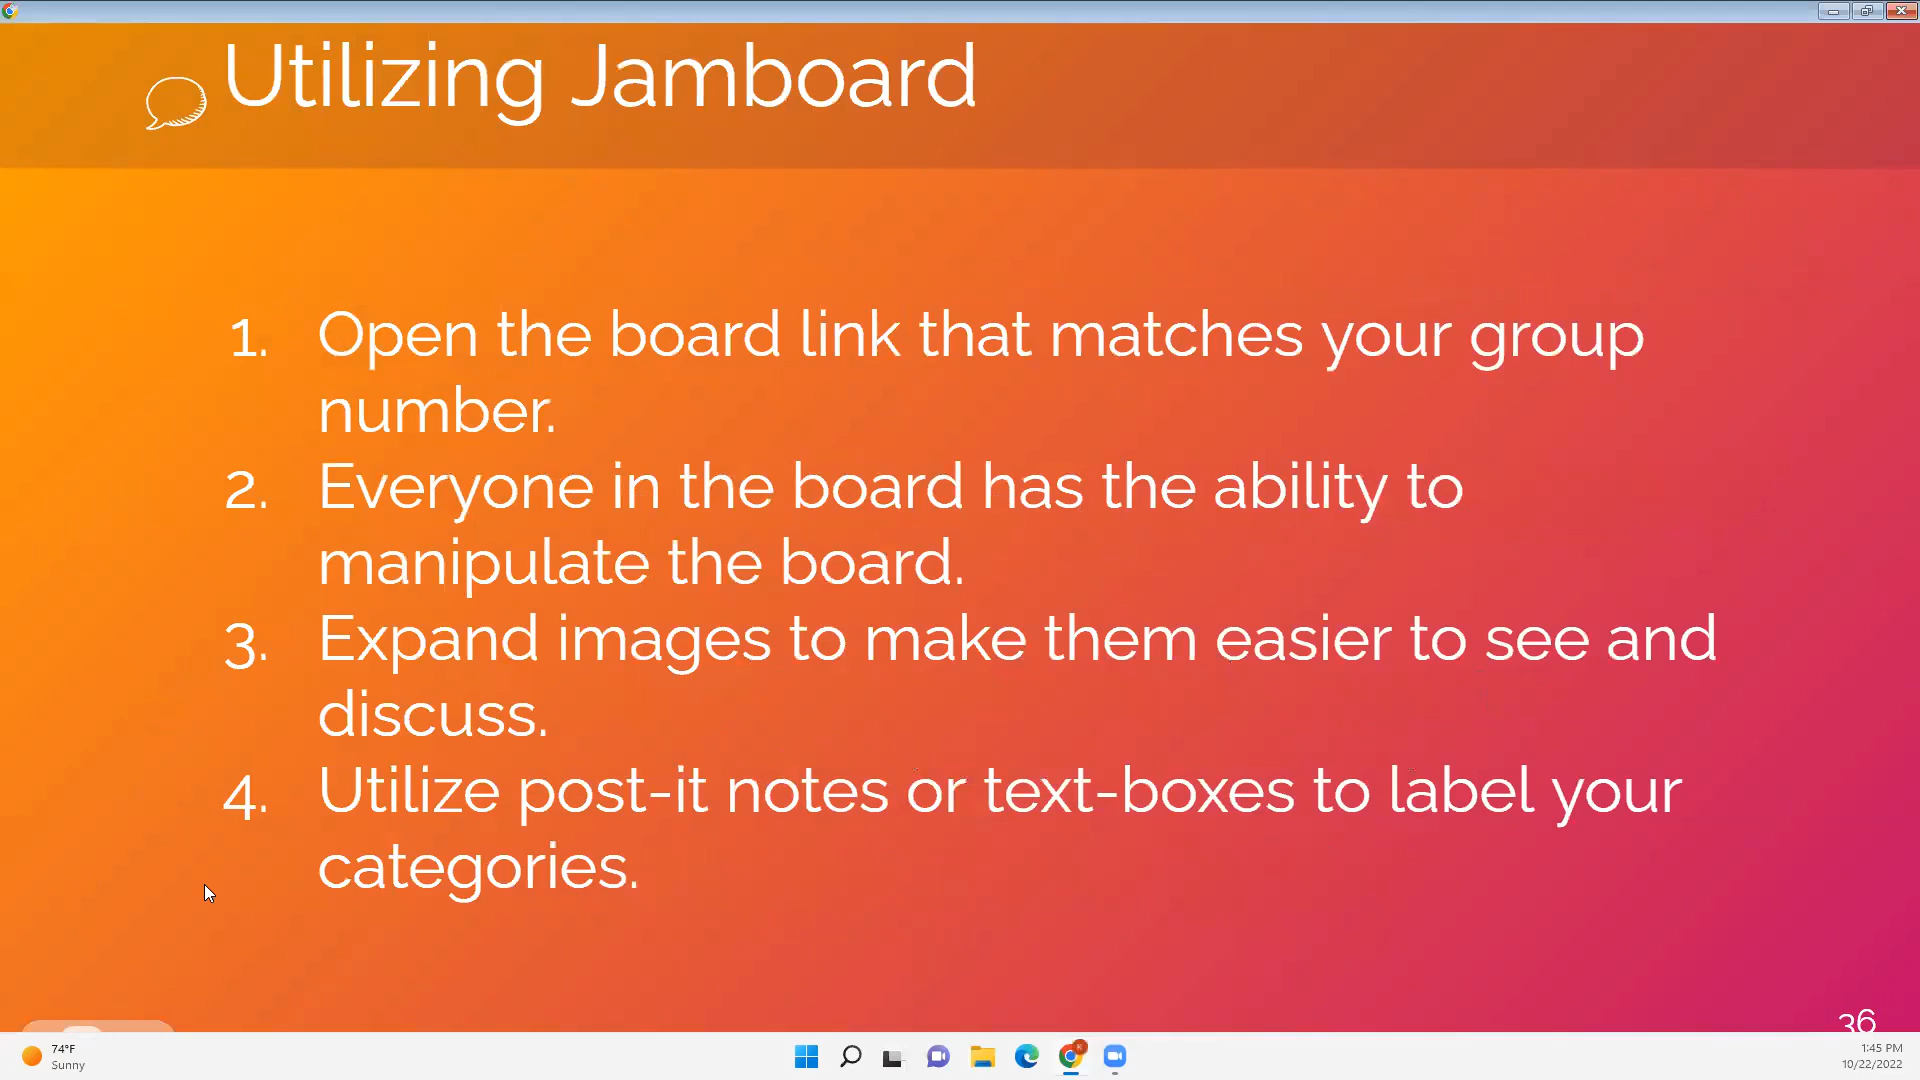 Utilizing Jamboard
1. Open the board link that matches your group
number.
2. Everyone in the board has the ability to
manipulate the board.
3. Expand images to make them easier to see and
discuss.
4. Utilize post-it notes or text-boxes to label your
categories.
36
74°F
Sunny
K
1:45 PM
10/22/2022